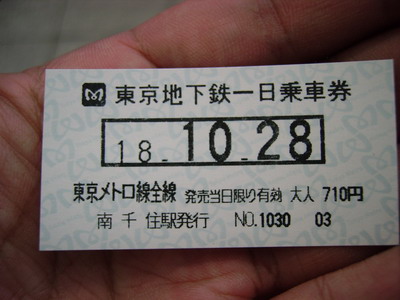 東京地下鉄一日乗車券
18.-10.-28
東京メトロ線全線 発売当日限り有効 大人 710円
南千住駅発行 NO.1030 03